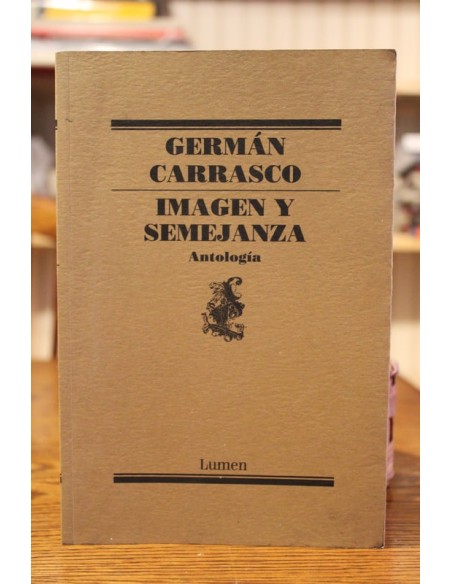 GERMÁN
CARRASCO
IMAGEN Y
SEMEJANZA
Antología
Lumen